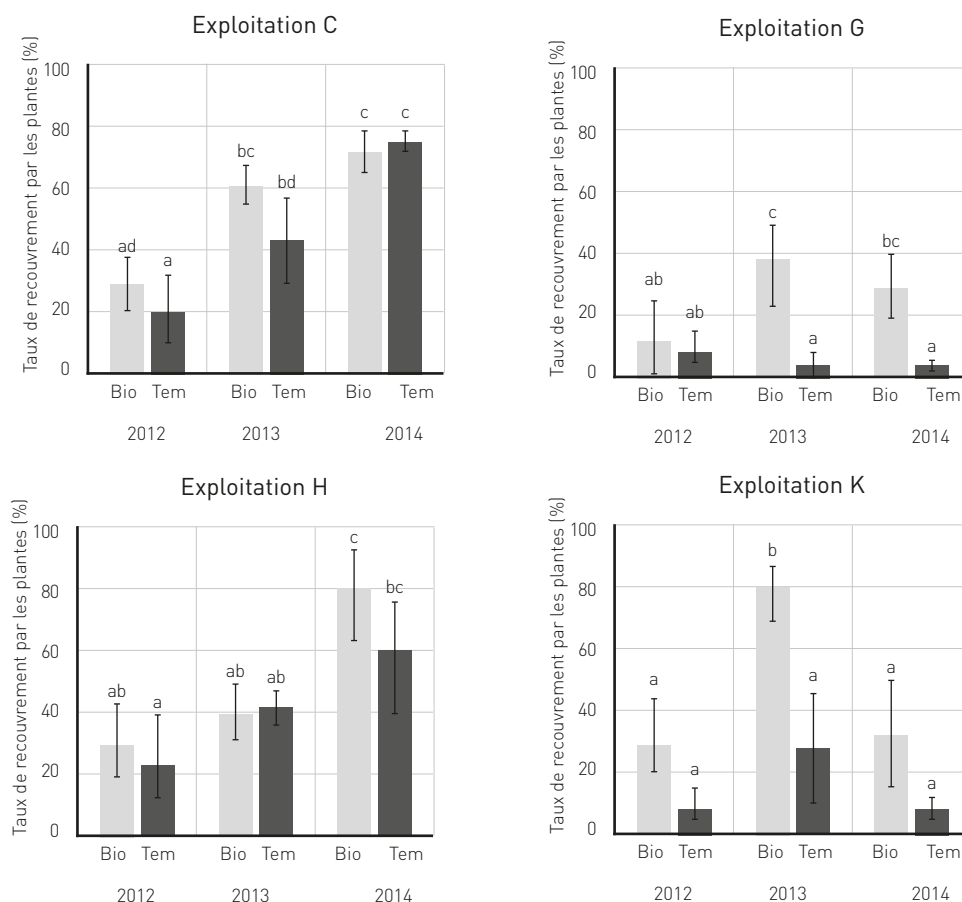 Exploitation C
Taux de recouvrement par les plantes (%)
100
80
60
40
20
0
ad
a
bc
bd
c
c
Bio
Tem
Bio
Tem
Bio
Tem
2012
2013
2014
Exploitation G
Taux de recouvrement par les plantes (%)
100
80
60
40
20
0
ab
ab
c
a
bc
a
Bio
Tem
Bio
Tem
Bio
Tem
2012
2013
2014
Exploitation H
Taux de recouvrement par les plantes (%)
100
80
60
40
20
0
ab
a
ab
ab
c
bc
Bio
Tem
Bio
Tem
Bio
Tem
2012
2013
2014
Exploitation K
Taux de recouvrement par les plantes (%)
100
80
60
40
20
0
a
a
b
a
a
a
Bio
Tem
Bio
Tem
Bio
Tem
2012
2013
2014